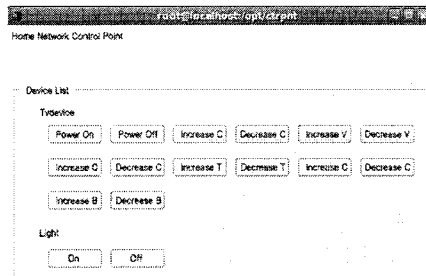 root@localhost:/opt/ctrpnt
Home Network Control Point
Device List
Tvdevice
Power On Power Off Increase C Decrease C Increase V Decrease V
Increase C Decrease C Increase T Decrease T Increase C Decrease C
Increase B Decrease B
Light
On Off